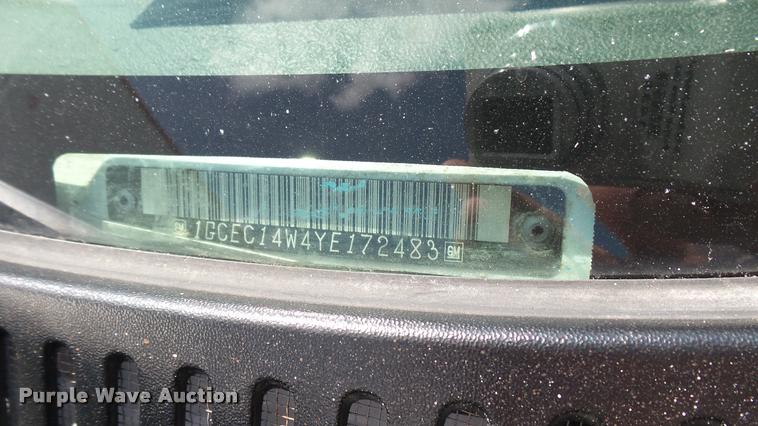 GM 1GCEC14W4YE172483 GM
Purple Wave Auction